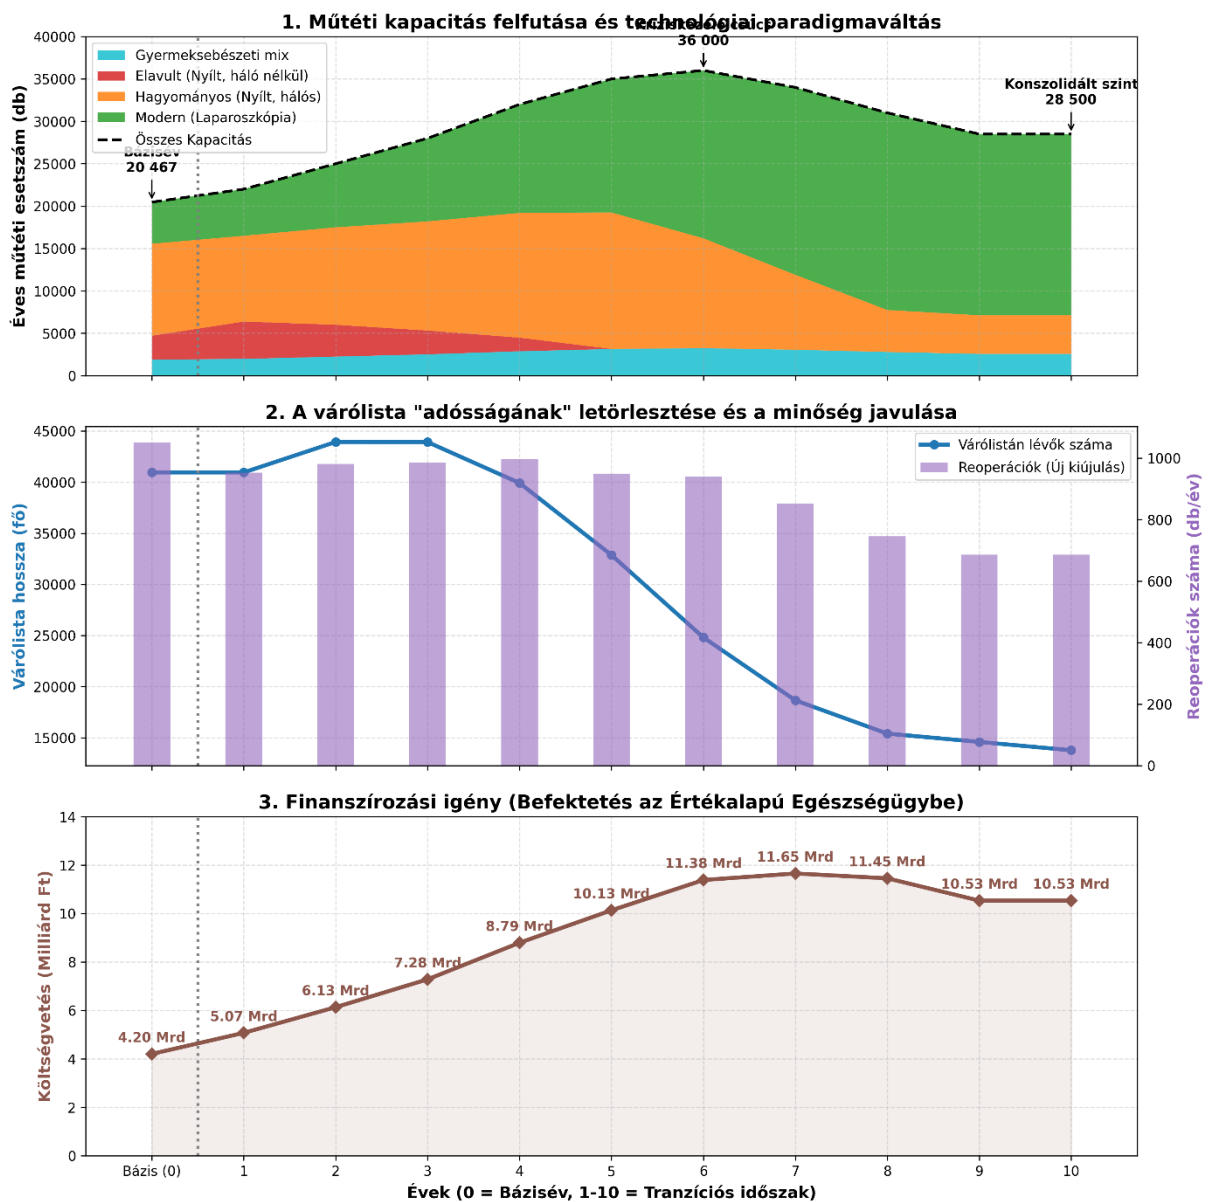 1. Műtéti kapacitás felfutása és technológiai paradigmaváltás
36 000
Konszolidált szint
28 500
Gyermeksebészeti mix
Elavult (Nyílt, háló nélkül)
Hagyományos (Nyílt, hálós)
Modern (Laparoszkópia)
Összes Kapacitás
Bázisév
20 467
Éves műtéti esetszám (db)
40000
35000
30000
25000
20000
15000
10000
5000
0
2. A várólista "adósságának" letörlesztése és a minőség javulása
Várólistán lévők száma
Reoperációk (Új kiújulás)
Várólista hossza (fő)
45000
40000
35000
30000
25000
20000
15000
Reoperációk száma (db/év)
1000
800
600
400
200
0
3. Finanszírozási igény (Befektetés az Értékalapú Egészségügybe)
Költségvetés (Milliárd Ft)
14
12
10
8
6
4
2
0
4.20 Mrd
5.07 Mrd
6.13 Mrd
7.28 Mrd
8.79 Mrd
10.13 Mrd
11.38 Mrd
11.65 Mrd
11.45 Mrd
10.53 Mrd
10.53 Mrd
Bázis (0) 1 2 3 4 5 6 7 8 9 10
Évek (0 = Bázisév, 1-10 = Tranzíciós időszak)